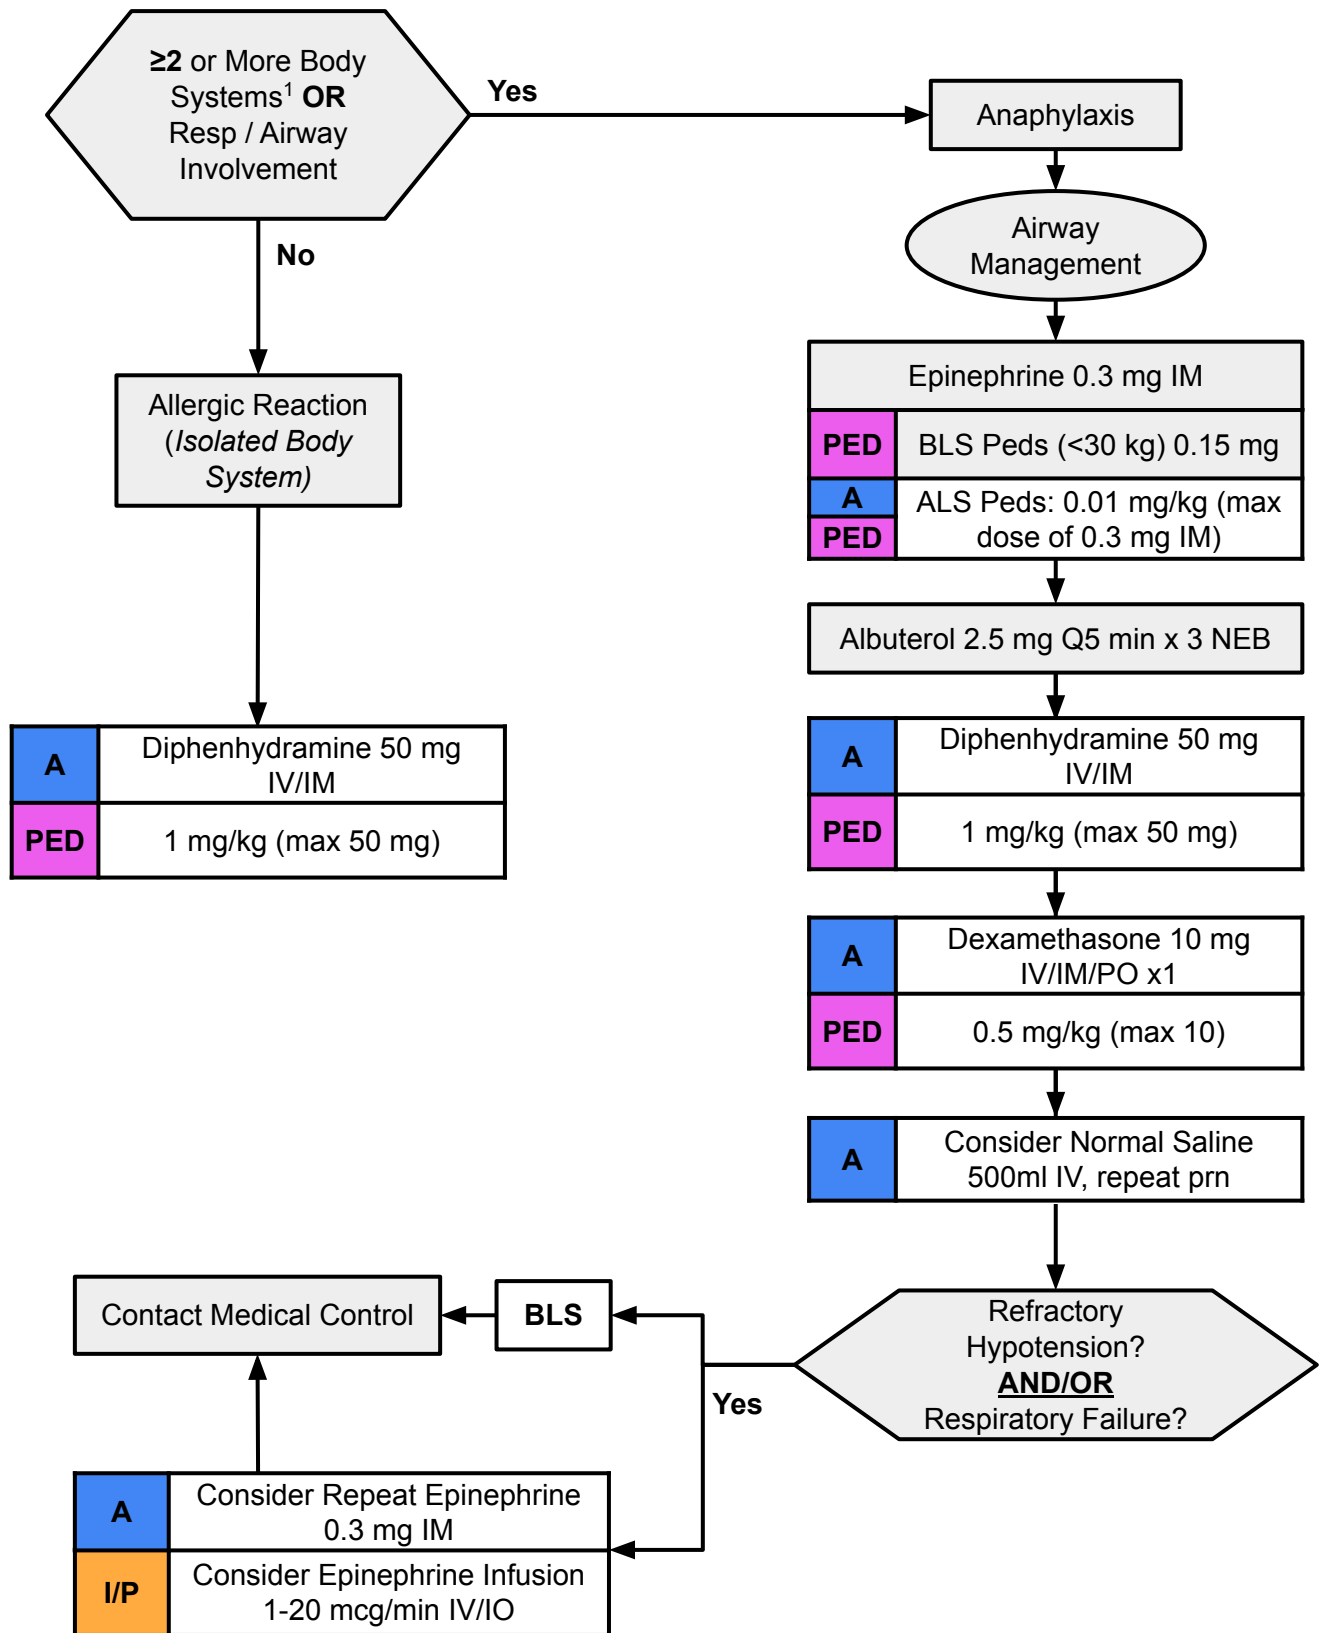 ≥2 or More Body
Systems¹ OR
Resp / Airway
Involvement
Yes
Anaphylaxis
No
Airway
Management
Allergic Reaction
(Isolated Body
System)
Epinephrine 0.3 mg IM
PED
BLS Peds (<30 kg) 0.15 mg
A
PED
ALS Peds: 0.01 mg/kg (max
dose of 0.3 mg IM)
Albuterol 2.5 mg Q5 min x 3 NEB
A
Diphenhydramine 50 mg
IV/IM
PED
1 mg/kg (max 50 mg)
A
Diphenhydramine 50 mg
IV/IM
PED
1 mg/kg (max 50 mg)
A
Dexamethasone 10 mg
IV/IM/PO x1
PED
0.5 mg/kg (max 10)
A
Consider Normal Saline
500ml IV, repeat prn
Refractory
Hypotension?
AND/OR
Respiratory Failure?
Yes
BLS
Contact Medical Control
A
Consider Repeat Epinephrine
0.3 mg IM
I/P
Consider Epinephrine Infusion
1-20 mcg/min IV/IO